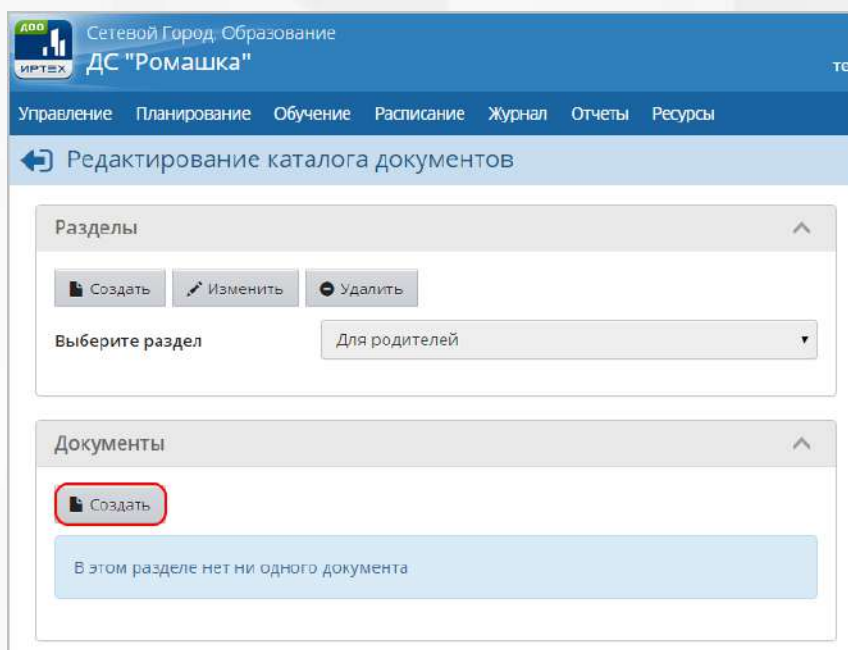 ДОО
ИРТЕХ
Сетевой Город. Образование
ДС "Ромашка"
Управление Планирование Обучение Расписание Журнал Отчеты Ресурсы
Редактирование каталога документов
Разделы
Создать Изменить Удалить
Выберите раздел Для родителей
Документы
Создать
В этом разделе нет ни одного документа